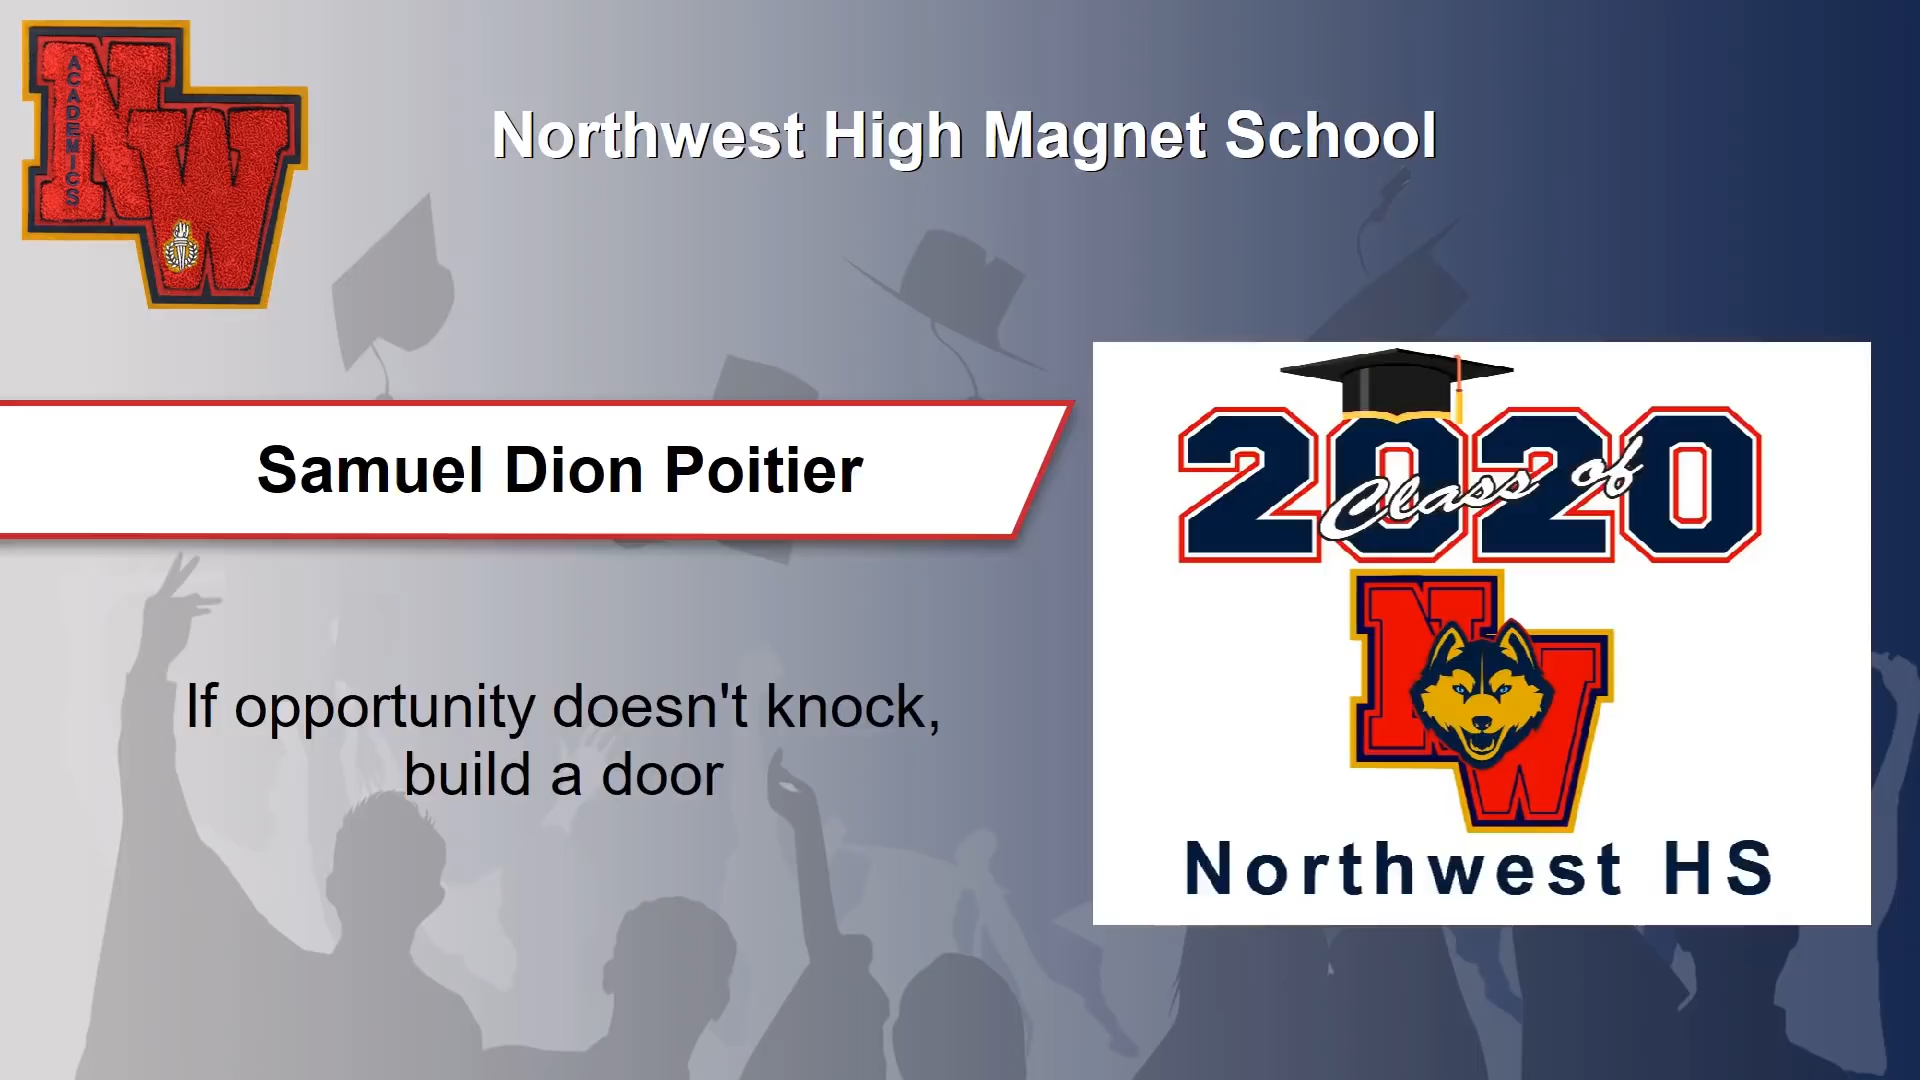 NW
ACADEMICS
Northwest High Magnet School
Samuel Dion Poitier
If opportunity doesn't knock,
build a door
2020
Class of
NW
Northwest HS